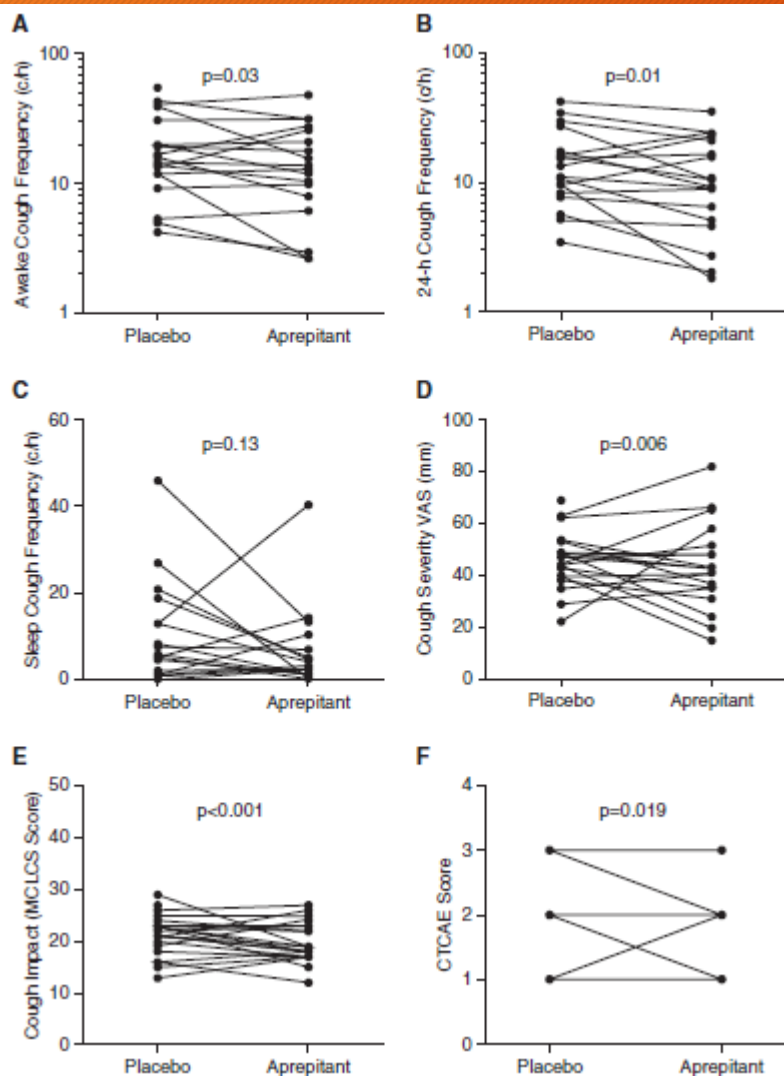 A
Awake Cough Frequency (c/h)
100
10
1
p=0.03
Placebo Aprepitant
B
24-h Cough Frequency (c/h)
100
10
1
p=0.01
Placebo Aprepitant
C
Sleep Cough Frequency (c/h)
60
40
20
0
p=0.13
Placebo Aprepitant
D
Cough Severity VAS (mm)
100
80
60
40
20
0
p=0.006
Placebo Aprepitant
E
Cough Impact (MCLCS Score)
50
40
30
20
10
0
p<0.001
Placebo Aprepitant
F
CTCAE Score
4
3
2
1
0
p=0.019
Placebo Aprepitant